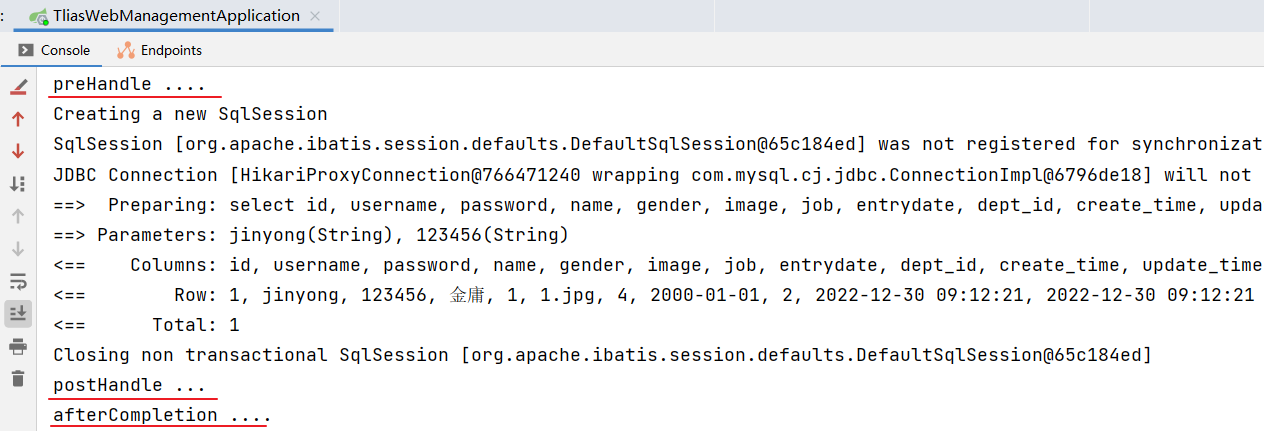 : TliasWebManagementApplication
Console Endpoints
preHandle ....
Creating a new SqlSession
SqlSession [org.apache.ibatis.session.defaults.DefaultSqlSession@65c184ed] was not registered for synchronizat
JDBC Connection [HikariProxyConnection@766471240 wrapping com.mysql.cj.jdbc.ConnectionImpl@6796de18] will not
==>  Preparing: select id, username, password, name, gender, image, job, entrydate, dept_id, create_time, upda
==> Parameters: jinyong(String), 123456(String)
<==    Columns: id, username, password, name, gender, image, job, entrydate, dept_id, create_time, update_time
<==        Row: 1, jinyong, 123456, 金庸, 1, 1.jpg, 4, 2000-01-01, 2, 2022-12-30 09:12:21, 2022-12-30 09:12:21
<==      Total: 1
Closing non transactional SqlSession [org.apache.ibatis.session.defaults.DefaultSqlSession@65c184ed]
postHandle ...
afterCompletion ....